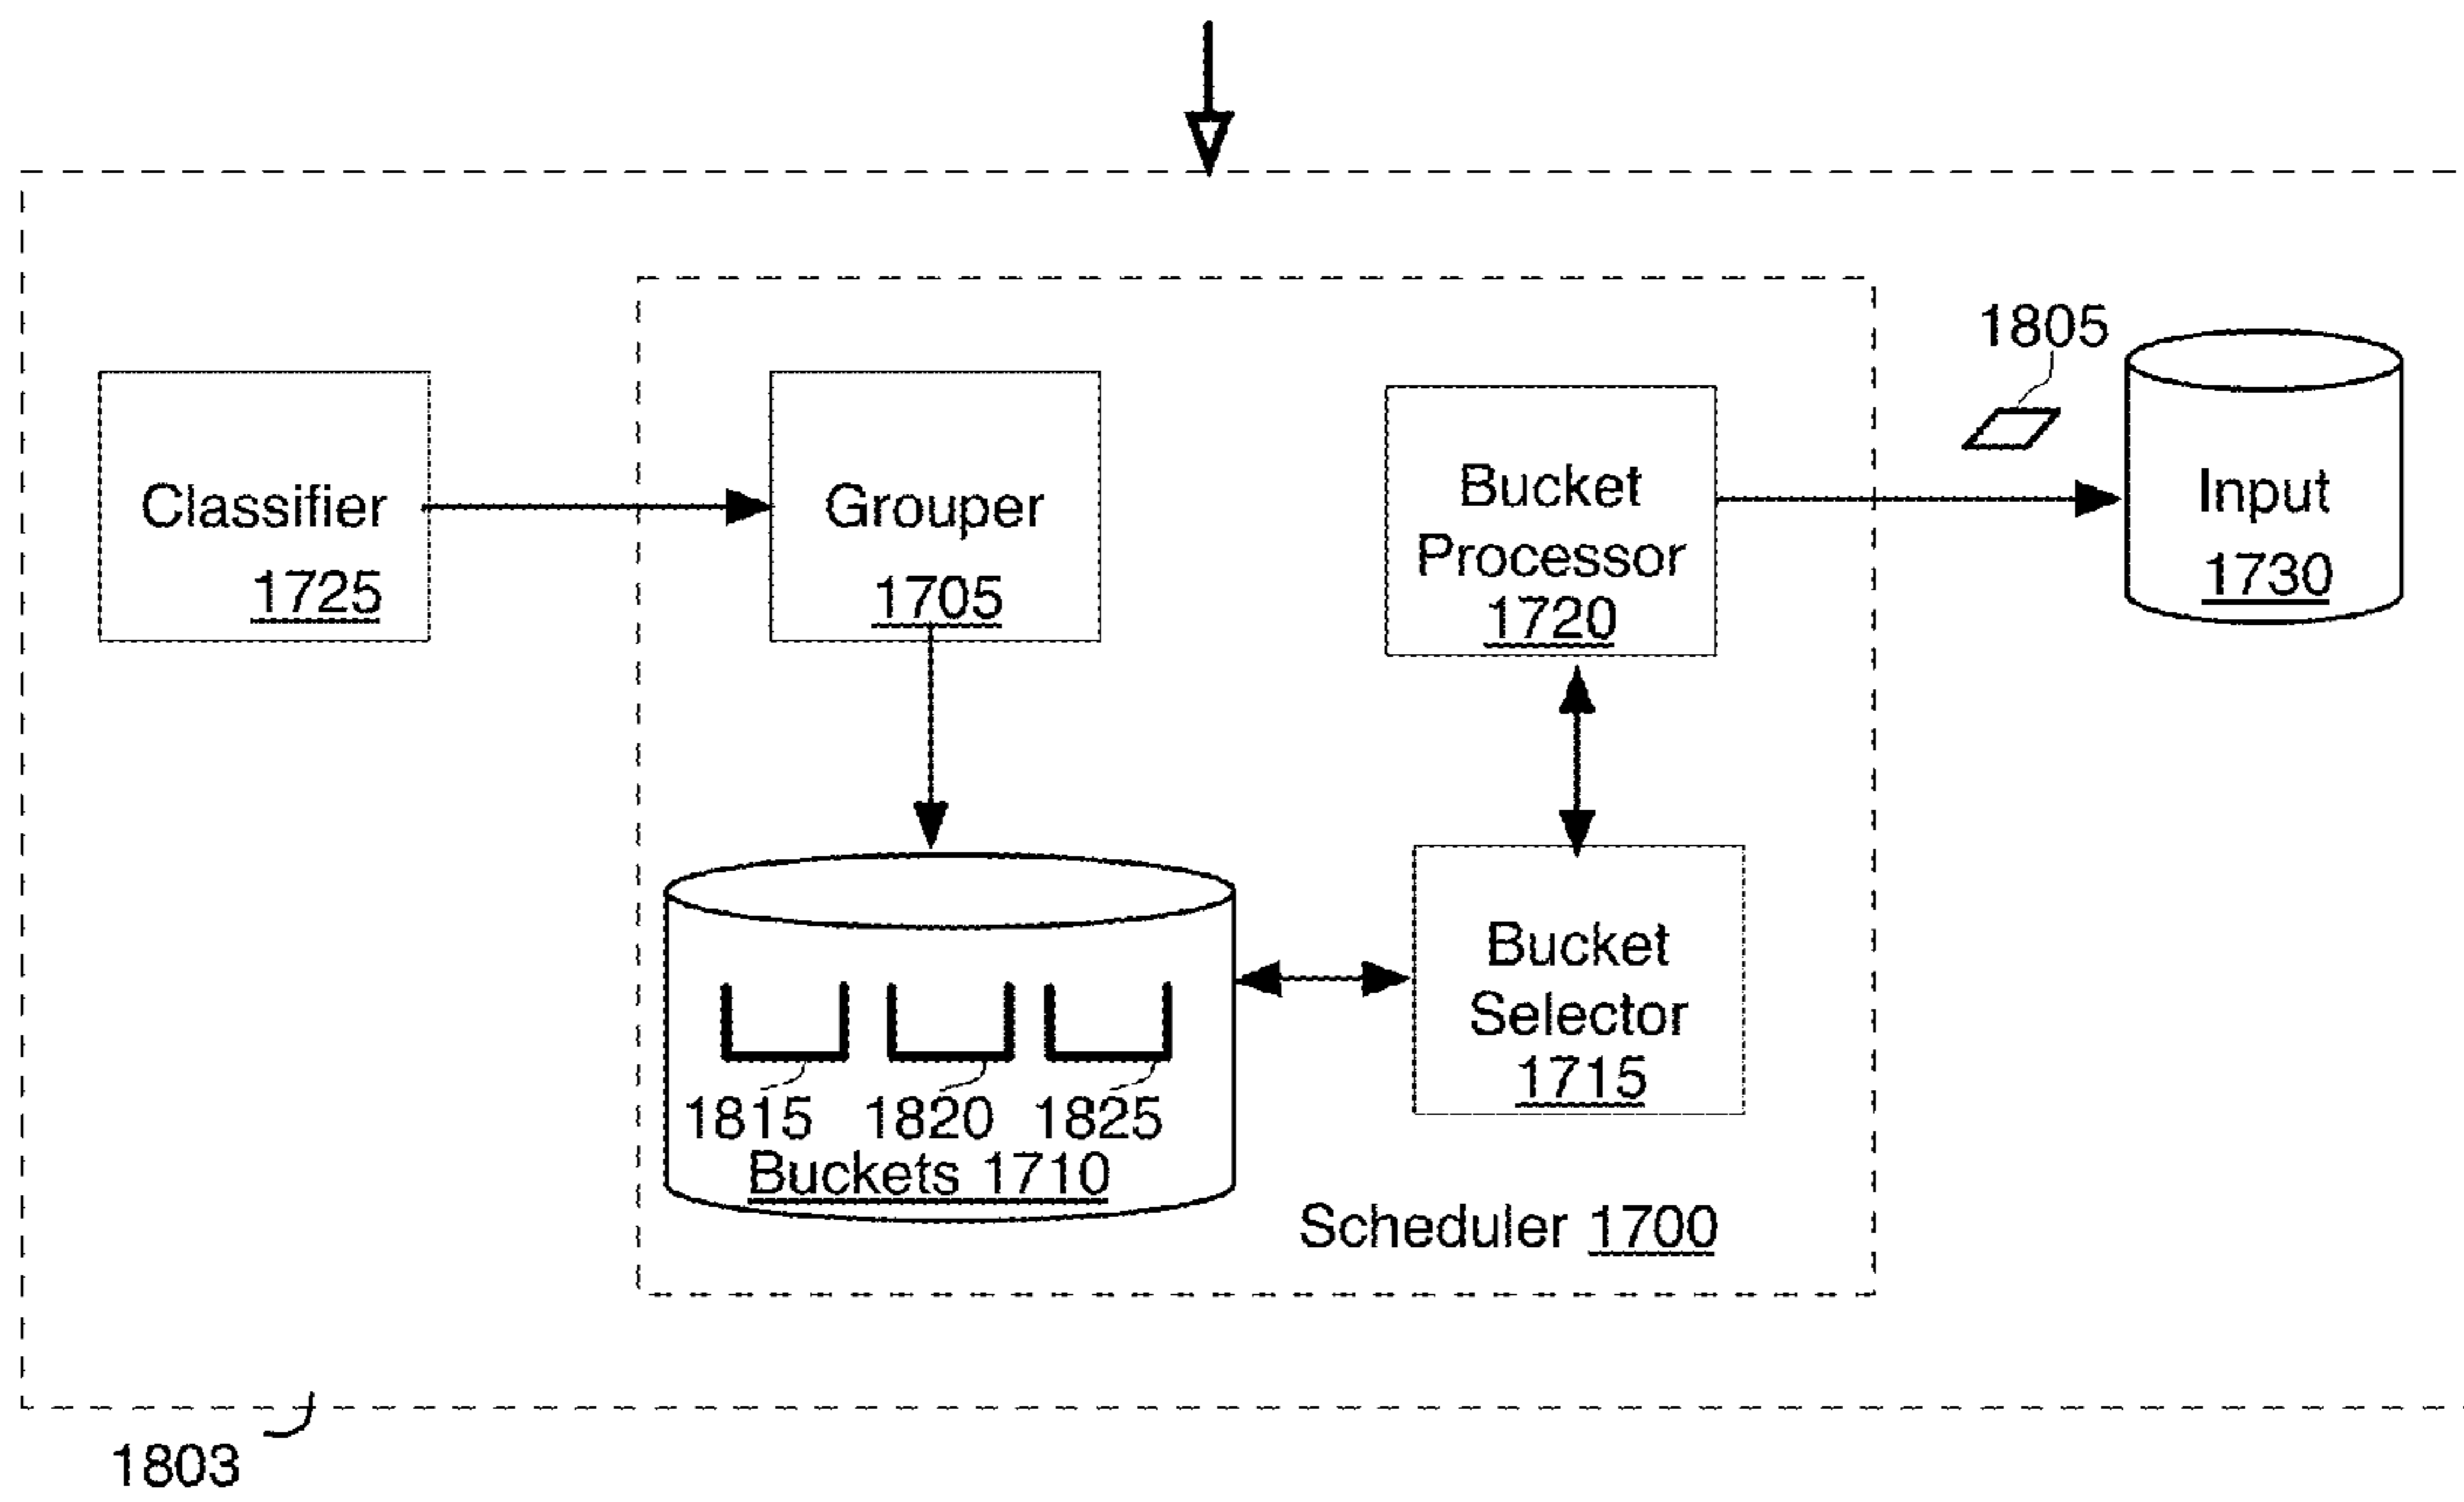 1805
Classifier
1725
Grouper
1705
Bucket
Processor
1720
Input
1730
1815 1820 1825
Buckets 1710
Bucket
Selector
1715
Scheduler 1700
1803